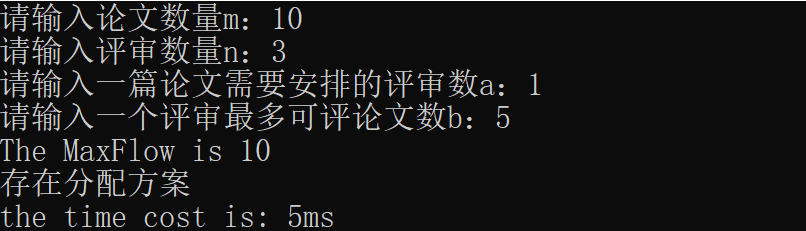 请输入论文数量m：10
请输入评审数量n：3
请输入一篇论文需要安排的评审数a：1
请输入一个评审最多可评论文数b：5
The MaxFlow is 10
存在分配方案
the time cost is: 5ms